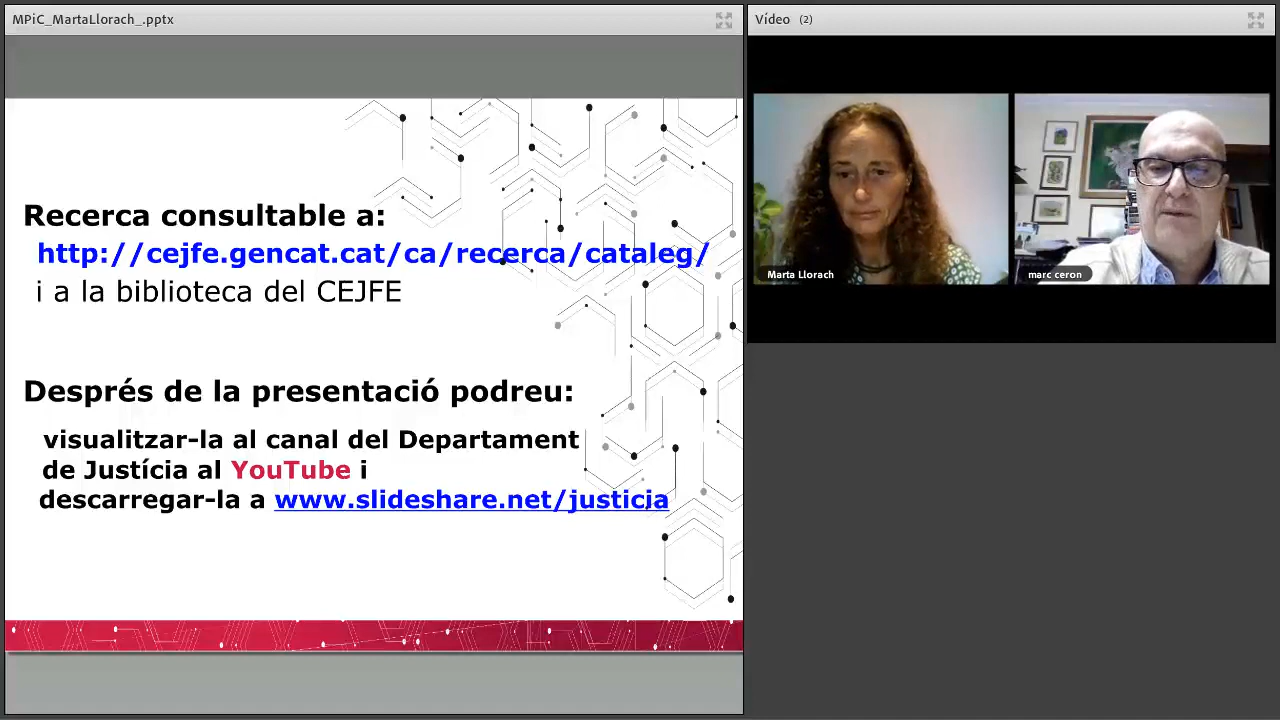 MPiC_MartaLlorach_.pptx
Recerca consultable a:
http://cejfe.gencat.cat/ca/recerca/cataleg/
i a la biblioteca del CEJFE
Després de la presentació podreu:
visualitzar-la al canal del Departament
de Justícia al YouTube i
descarregar-la a www.slideshare.net/justicia
Vídeo (2)
Marta Llorach
marc ceron